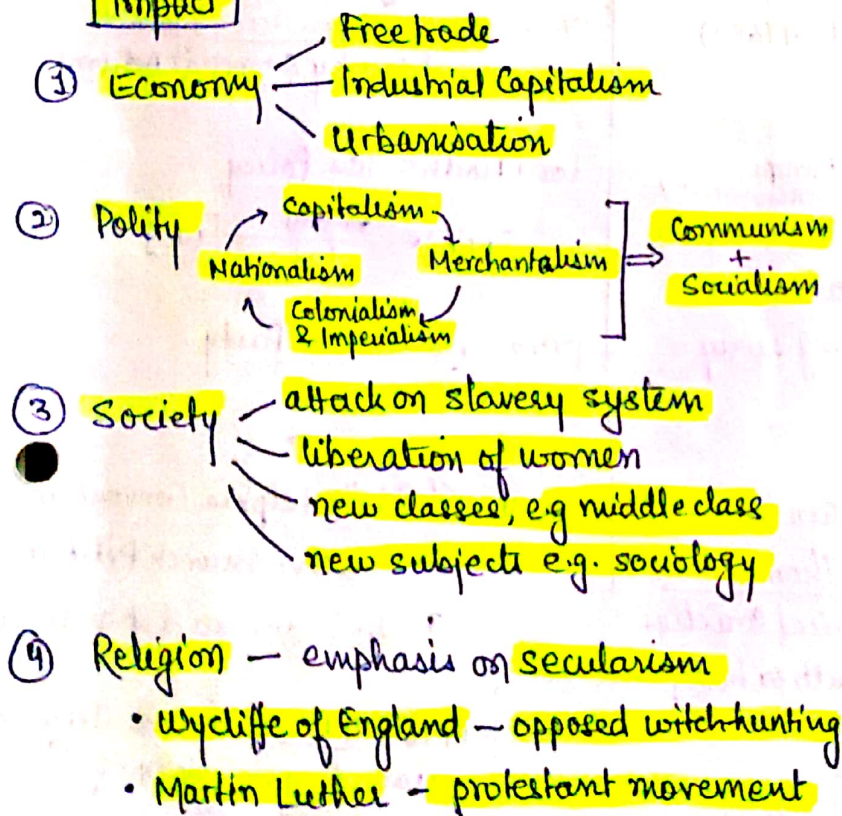 Impact
Free trade
① Economy
Industrial Capitalism
Urbanisation
② Polity
Capitalism
Nationalism
Merchantalism
Colonialism
& Imperialism
⇒ Communism
+
Socialism
③ Society
attack on slavery system
liberation of women
new classes, e.g middle class
new subjects e.g. sociology
④ Religion — emphasis on secularism
• Wycliffe of England — opposed witch-hunting
• Martin Luther - protestant movement